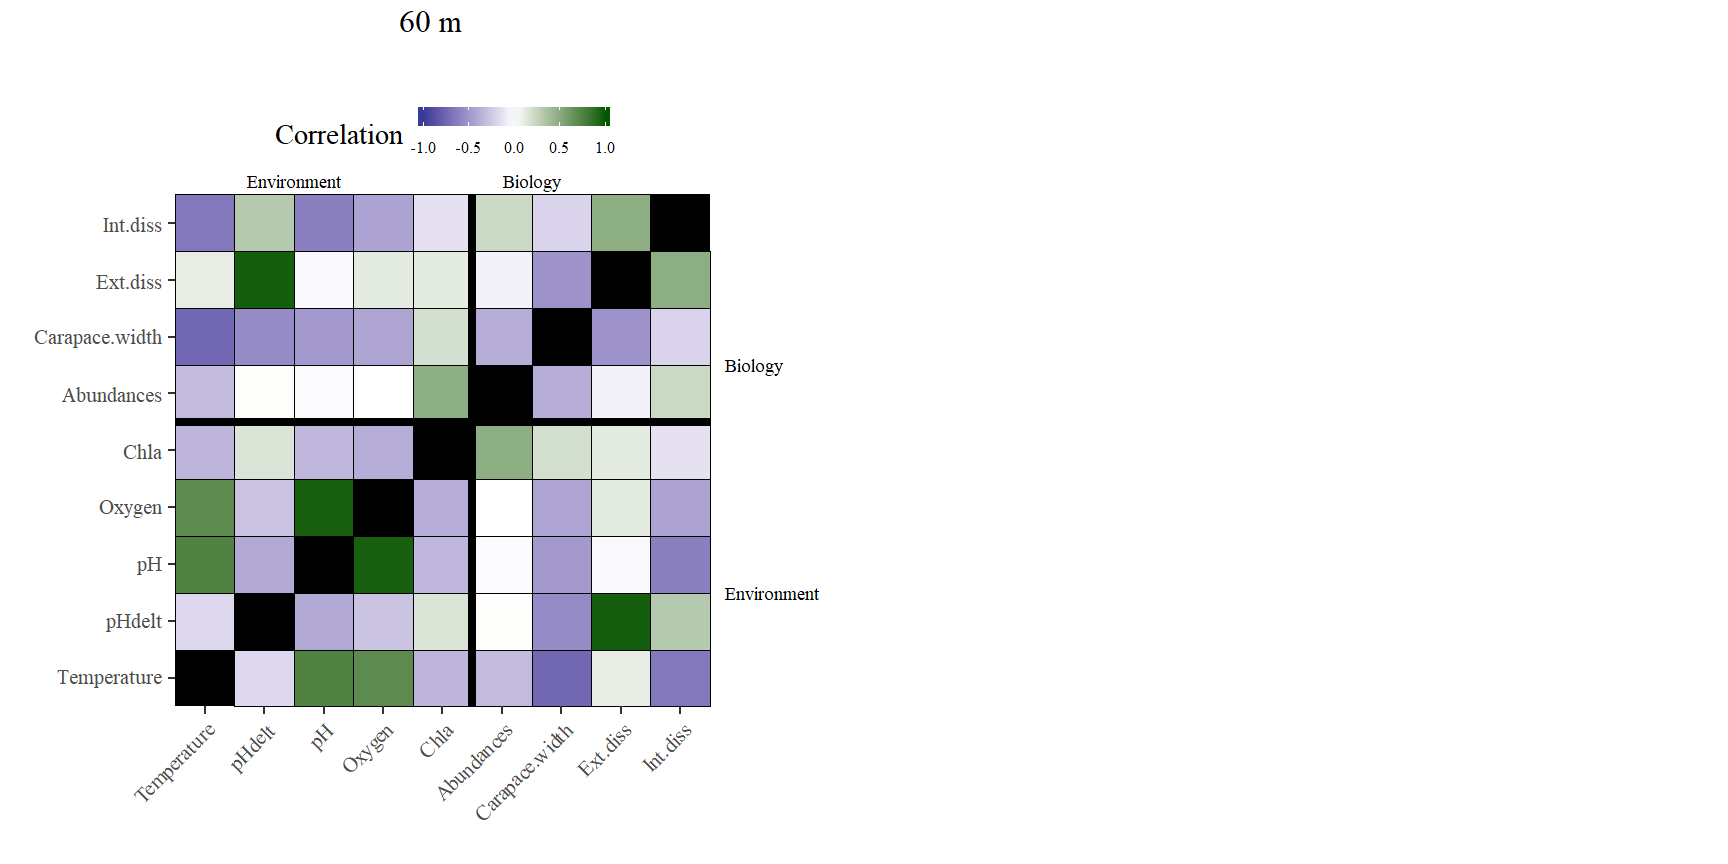 60 m
Correlation
-1.0 -0.5 0.0 0.5 1.0
Environment Biology
Int.diss
Ext.diss
Carapace.width
Abundances
Chla
Oxygen
pH
pHdelt
Temperature
Biology
Environment
Temperature pHdelt pH Oxygen Chla Abundances Carapace.width Ext.diss Int.diss